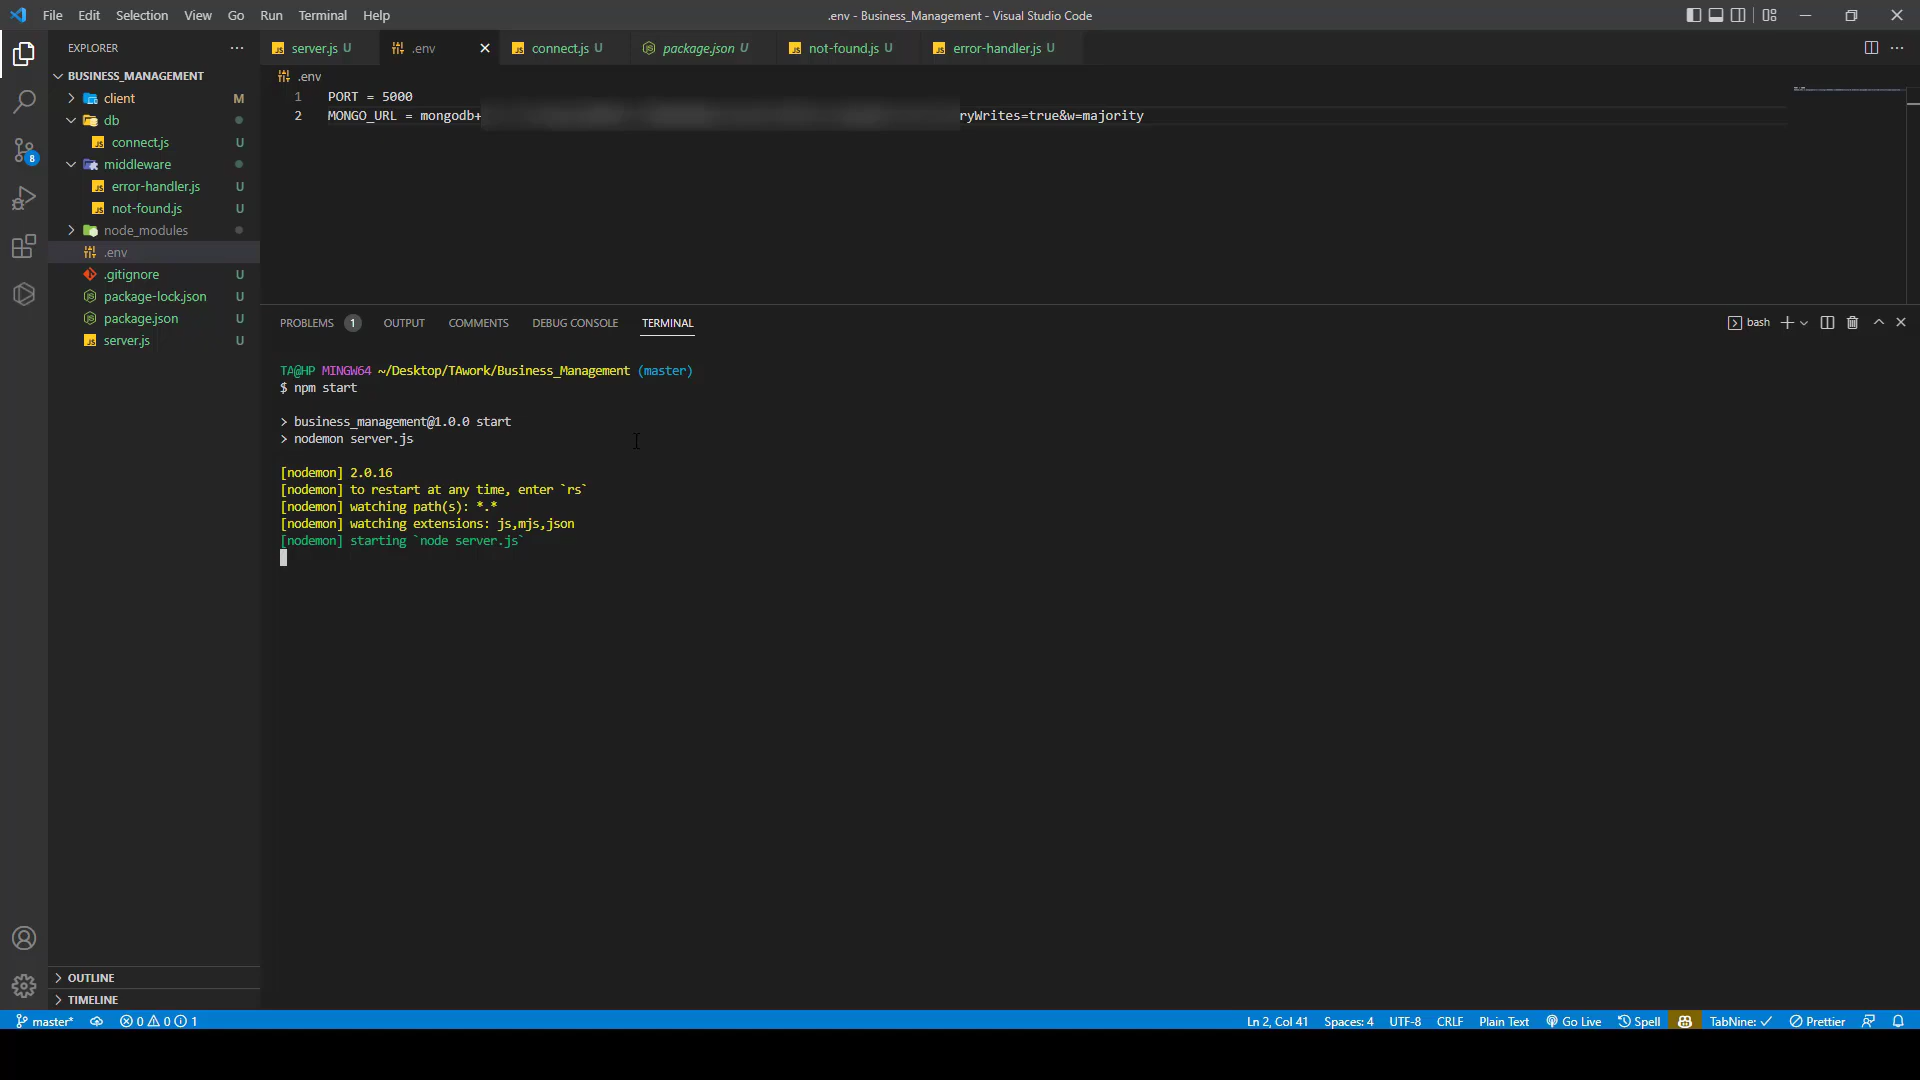 File Edit Selection View Go Run Terminal Help
.env - Business_Management - Visual Studio Code
EXPLORER
server.js U
.env
connect.js U
package.json U
not-found.js U
error-handler.js U
BUSINESS_MANAGEMENT
client M
db
connect.js U
middleware
error-handler.js U
not-found.js U
node_modules
.env
.gitignore U
package-lock.json U
package.json U
server.js U
OUTLINE
TIMELINE
8
.env
1 PORT = 5000
2 MONGO_URL = mongodb+ ryWrites=true&w=majority
PROBLEMS 1 OUTPUT COMMENTS DEBUG CONSOLE TERMINAL
bash
TA@HP MINGW64 ~/Desktop/TAwork/Business_Management (master)
$ npm start
> business_management@1.0.0 start
> nodemon server.js
[nodemon] 2.0.16
[nodemon] to restart at any time, enter `rs`
[nodemon] watching path(s): *.*
[nodemon] watching extensions: js,mjs,json
[nodemon] starting `node server.js`
master* 0 0 1
Ln 2, Col 41 Spaces: 4 UTF-8 CRLF Plain Text Go Live Spell TabNine: ✓ Prettier